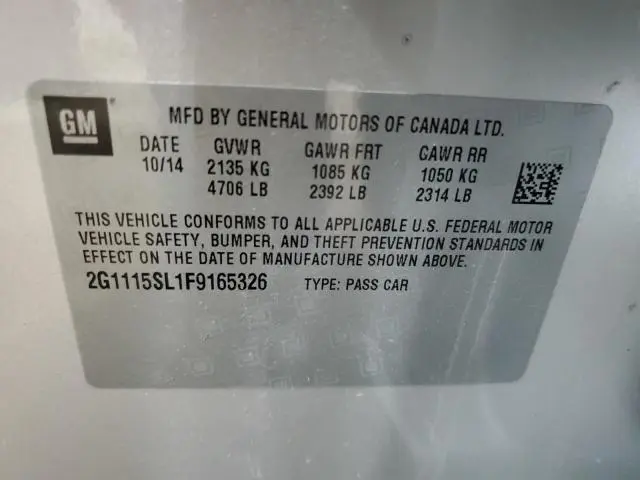 GM
MFD BY GENERAL MOTORS OF CANADA LTD.
DATE GVWR GAWR FRT GAWR RR
10/14 2135 KG 1085 KG 1050 KG
4706 LB 2392 LB 2314 LB
THIS VEHICLE CONFORMS TO ALL APPLICABLE U.S. FEDERAL MOTOR
VEHICLE SAFETY, BUMPER, AND THEFT PREVENTION STANDARDS IN
EFFECT ON THE DATE OF MANUFACTURE SHOWN ABOVE.
2G1115SL1F9165326 TYPE: PASS CAR